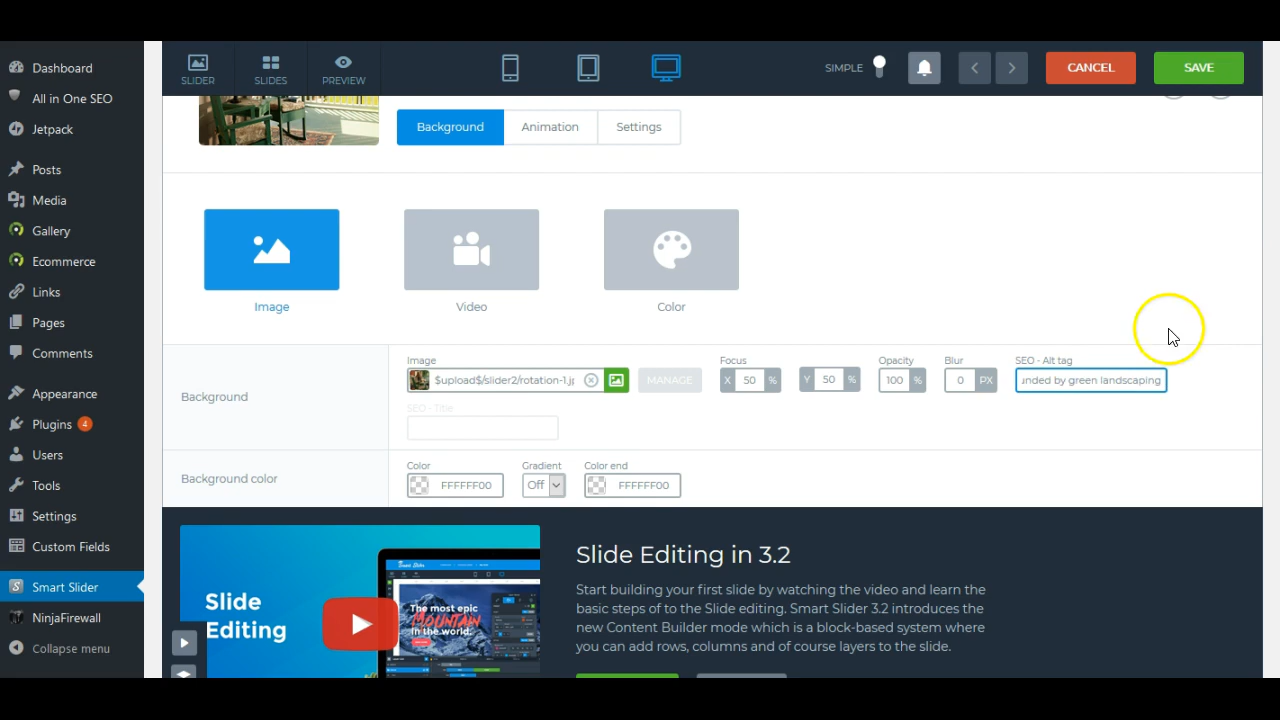 SLIDER
SLIDES
PREVIEW
SIMPLE
CANCEL
SAVE
Dashboard
All in One SEO
Jetpack
Posts
Media
Gallery
Ecommerce
Links
Pages
Comments
Appearance
Plugins 4
Users
Tools
Settings
Custom Fields
Smart Slider
NinjaFirewall
Collapse menu
Background
Animation
Settings
Image
Video
Color
Background
Image
$upload$/slider2/rotation-1.j
MANAGE
Focus
X 50 %
Y 50 %
Opacity
100 %
Blur
0 PX
SEO - Alt tag
unded by green landscaping
SEO - Title
Background color
Color
FFFFFF00
Gradient
Off
Color end
FFFFFF00
Slide
Editing
The most epic
MOUNTAIN
in the world.
Slide Editing in 3.2
Start building your first slide by watching the video and learn the
basic steps of to the Slide editing. Smart Slider 3.2 introduces the
new Content Builder mode which is a block-based system where
you can add rows, columns and of course layers to the slide.